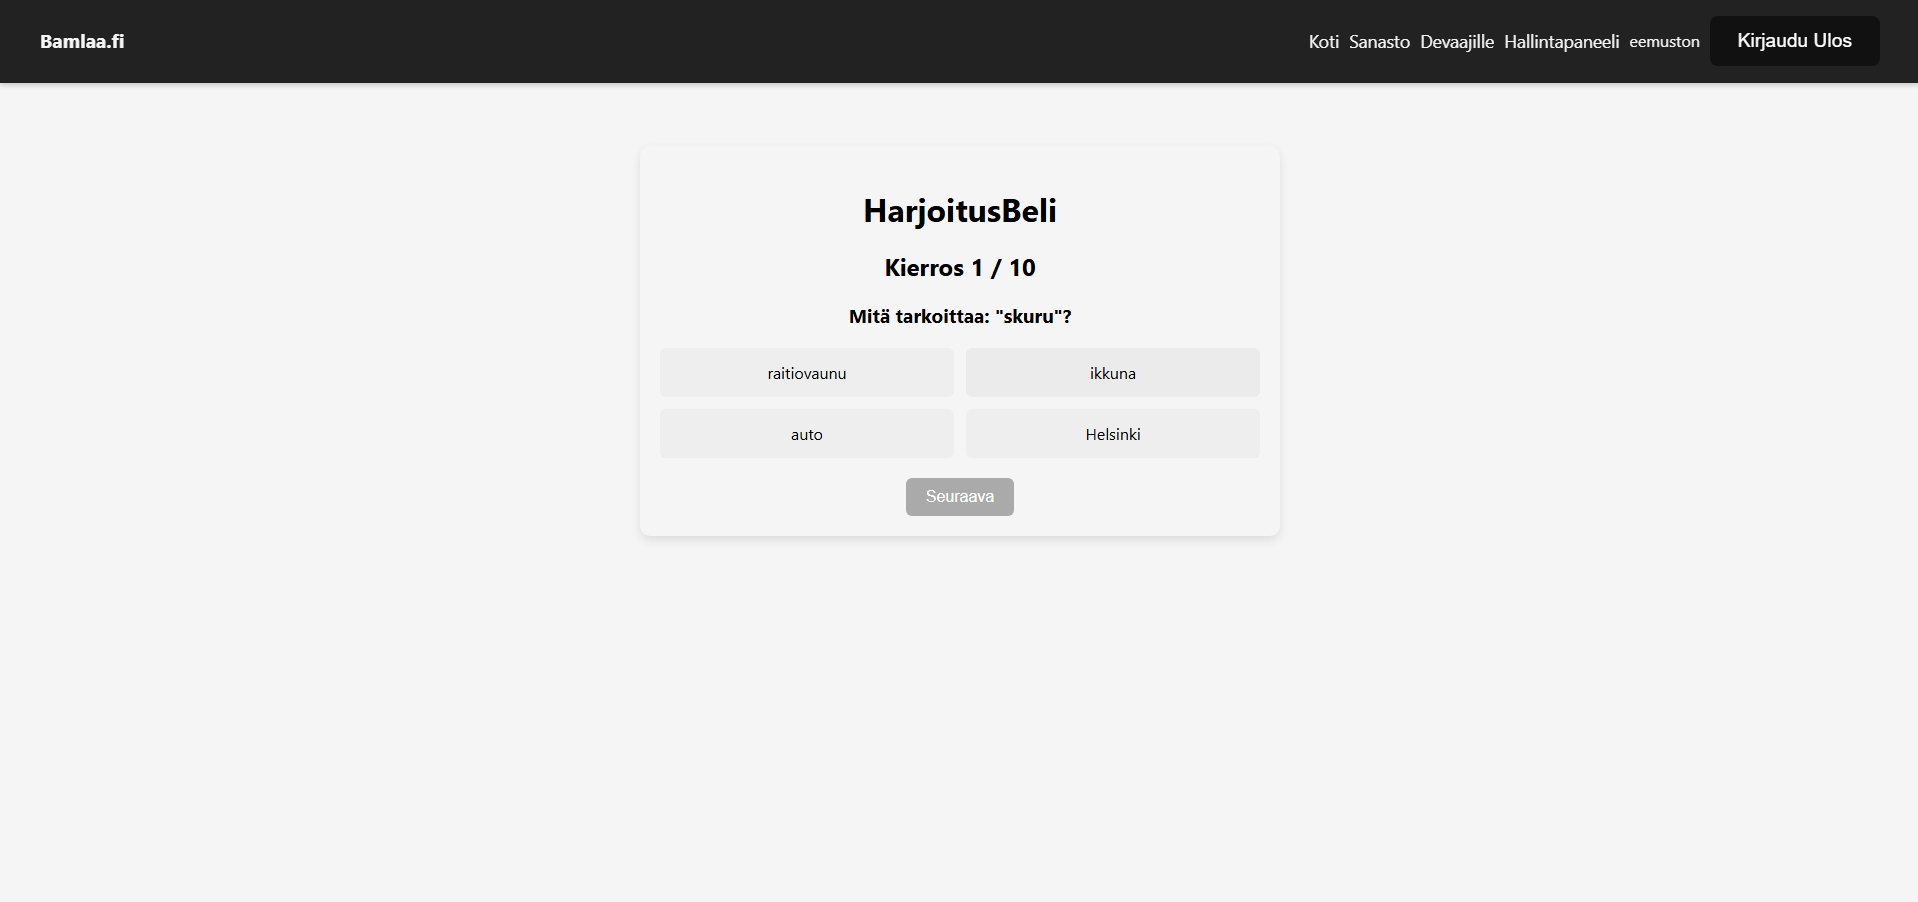 Bamlaa.fi
Koti Sanasto Devaajille Hallintapaneeli eemuston Kirjaudu Ulos
HarjoitusBeli
Kierros 1 / 10
Mitä tarkoittaa: "skuru"?
raitiovaunu ikkuna
auto Helsinki
Seuraava